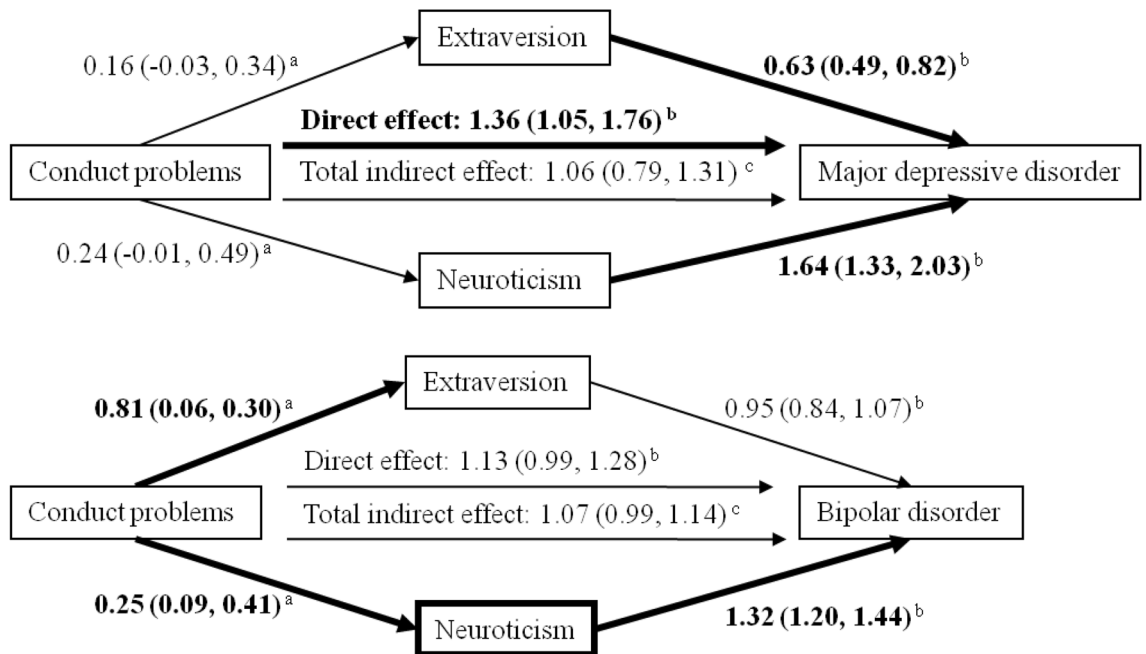 Extraversion
0.16 (-0.03, 0.34) a
0.63 (0.49, 0.82) b
Direct effect: 1.36 (1.05, 1.76) b
Conduct problems
Total indirect effect: 1.06 (0.79, 1.31) c
Major depressive disorder
0.24 (-0.01, 0.49) a
Neuroticism
1.64 (1.33, 2.03) b
Extraversion
0.81 (0.06, 0.30) a
0.95 (0.84, 1.07) b
Direct effect: 1.13 (0.99, 1.28) b
Conduct problems
Total indirect effect: 1.07 (0.99, 1.14) c
Bipolar disorder
0.25 (0.09, 0.41) a
Neuroticism
1.32 (1.20, 1.44) b